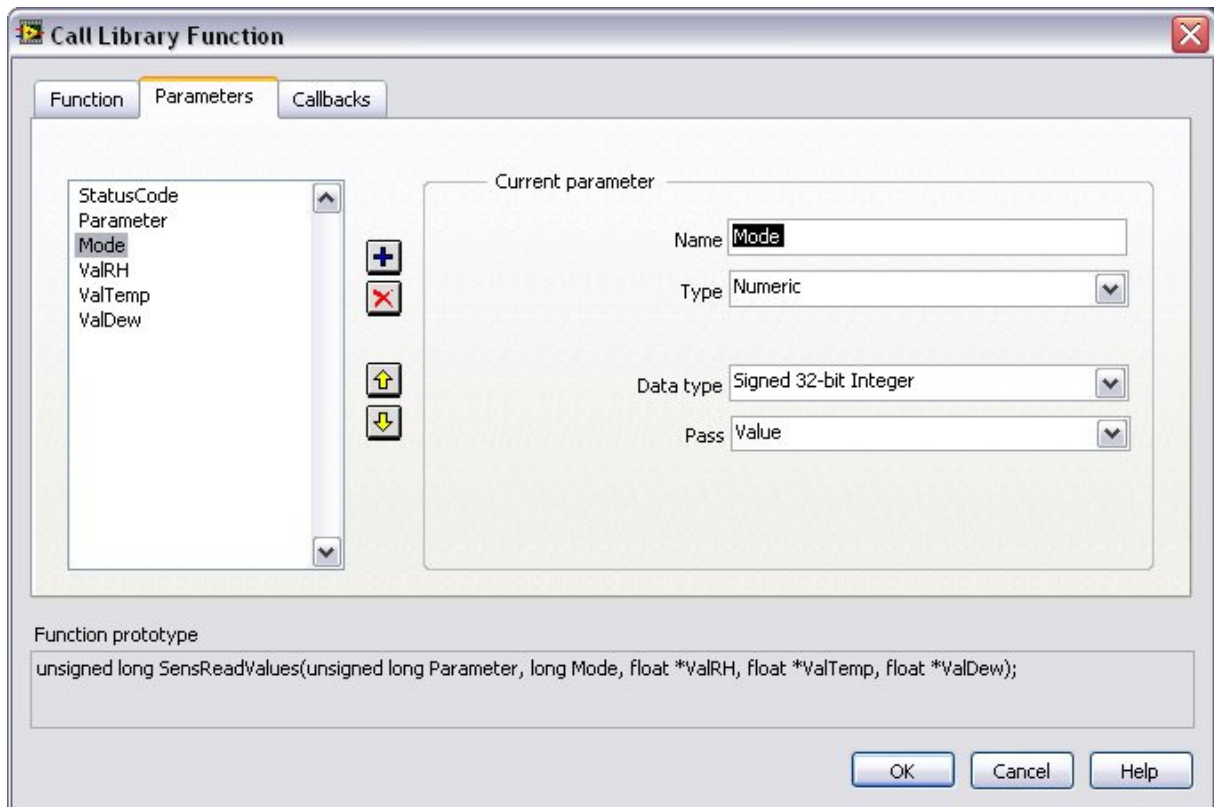 Call Library Function
Function Parameters Callbacks
StatusCode
Parameter
Mode
ValRH
ValTemp
ValDew
Current parameter
Name Mode
Type Numeric
Data type Signed 32-bit Integer
Pass Value
Function prototype
unsigned long SensReadValues(unsigned long Parameter, long Mode, float *ValRH, float *ValTemp, float *ValDew);
OK Cancel Help